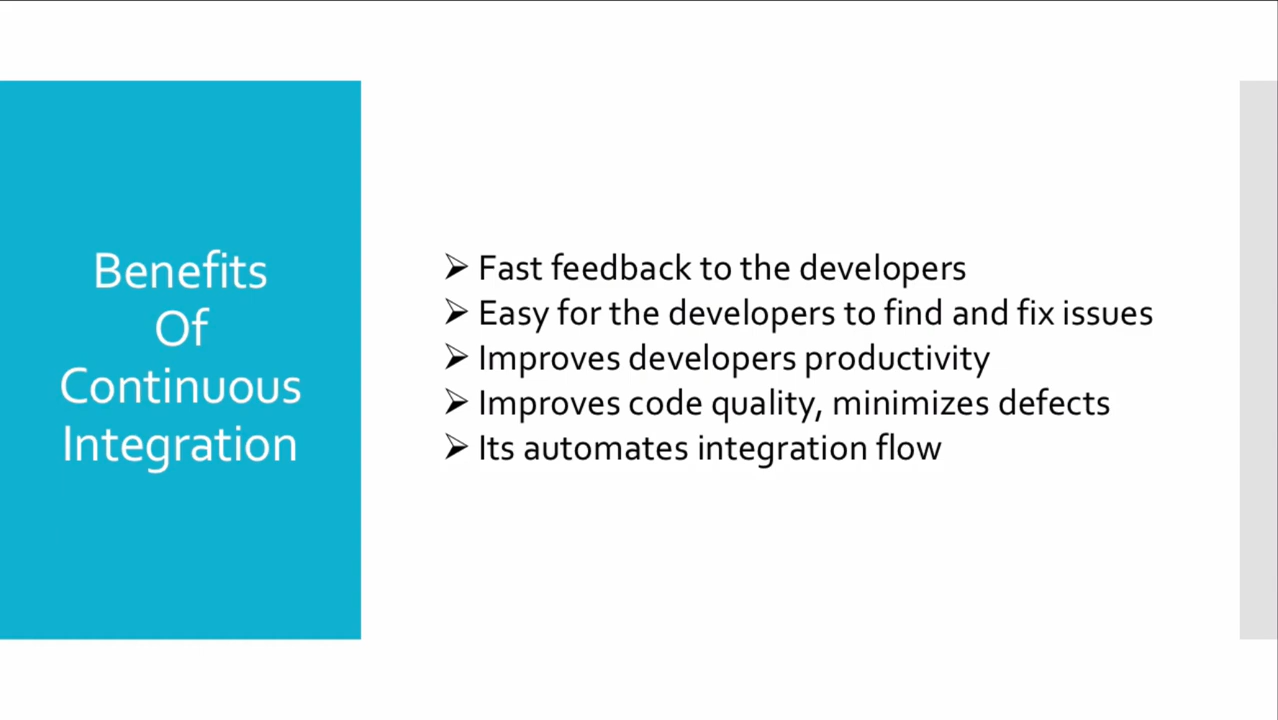 Benefits
Of
Continuous
Integration
➢ Fast feedback to the developers
➢ Easy for the developers to find and fix issues
➢ Improves developers productivity
➢ Improves code quality, minimizes defects
➢ Its automates integration flow